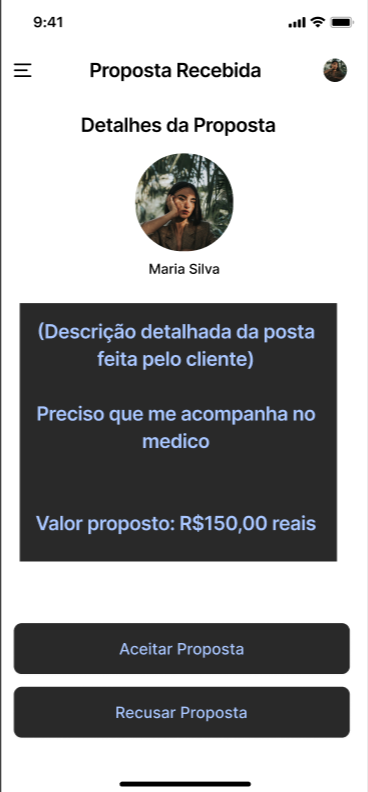 9:41
Proposta Recebida
Detalhes da Proposta
Maria Silva
(Descrição detalhada da posta
feita pelo cliente)
Preciso que me acompanha no
medico
Valor proposto: R$150,00 reais
Aceitar Proposta
Recusar Proposta